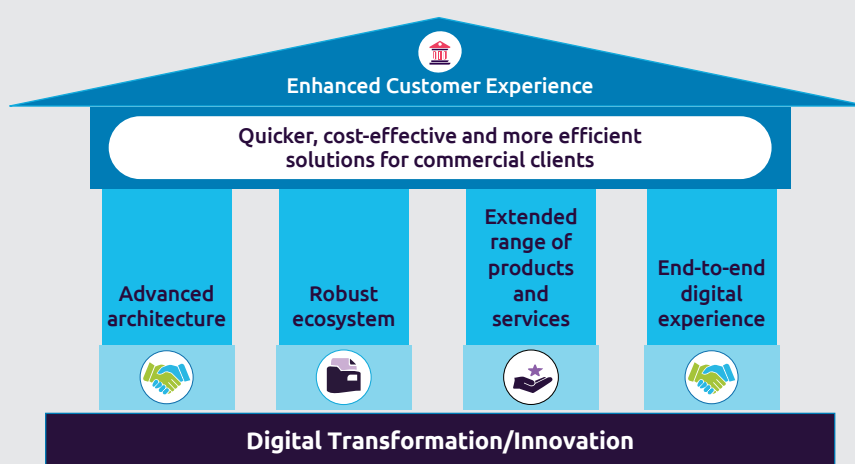 Enhanced Customer Experience
Quicker, cost-effective and more efficient
solutions for commercial clients
Advanced
architecture
Robust
ecosystem
Extended
range of
products
and
services
End-to-end
digital
experience
Digital Transformation/Innovation